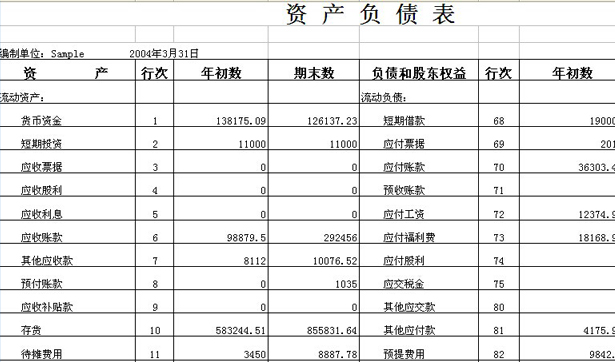 资 产 负 债 表
编制单位: Sample 2004年3月31日
资 产 行次 年初数 期末数 负债和股东权益 行次 年初数
流动资产: 流动负债:
货币资金 1 138175.09 126137.23 短期借款 68 1900
短期投资 2 11000 11000 应付票据 69 201
应收票据 3 0 0 应付账款 70 36303.4
应收股利 4 0 0 预收账款 71
应收利息 5 0 0 应付工资 72 12374.9
应收账款 6 98879.5 292456 应付福利费 73 18168.9
其他应收款 7 8112 10076.52 应付股利 74
预付账款 8 0 1035 应交税金 75
应收补贴款 9 0 0 其他应交款 80
存货 10 583244.51 855831.64 其他应付款 81 4175.9
待摊费用 11 3450 8887.78 预提费用 82 9842.